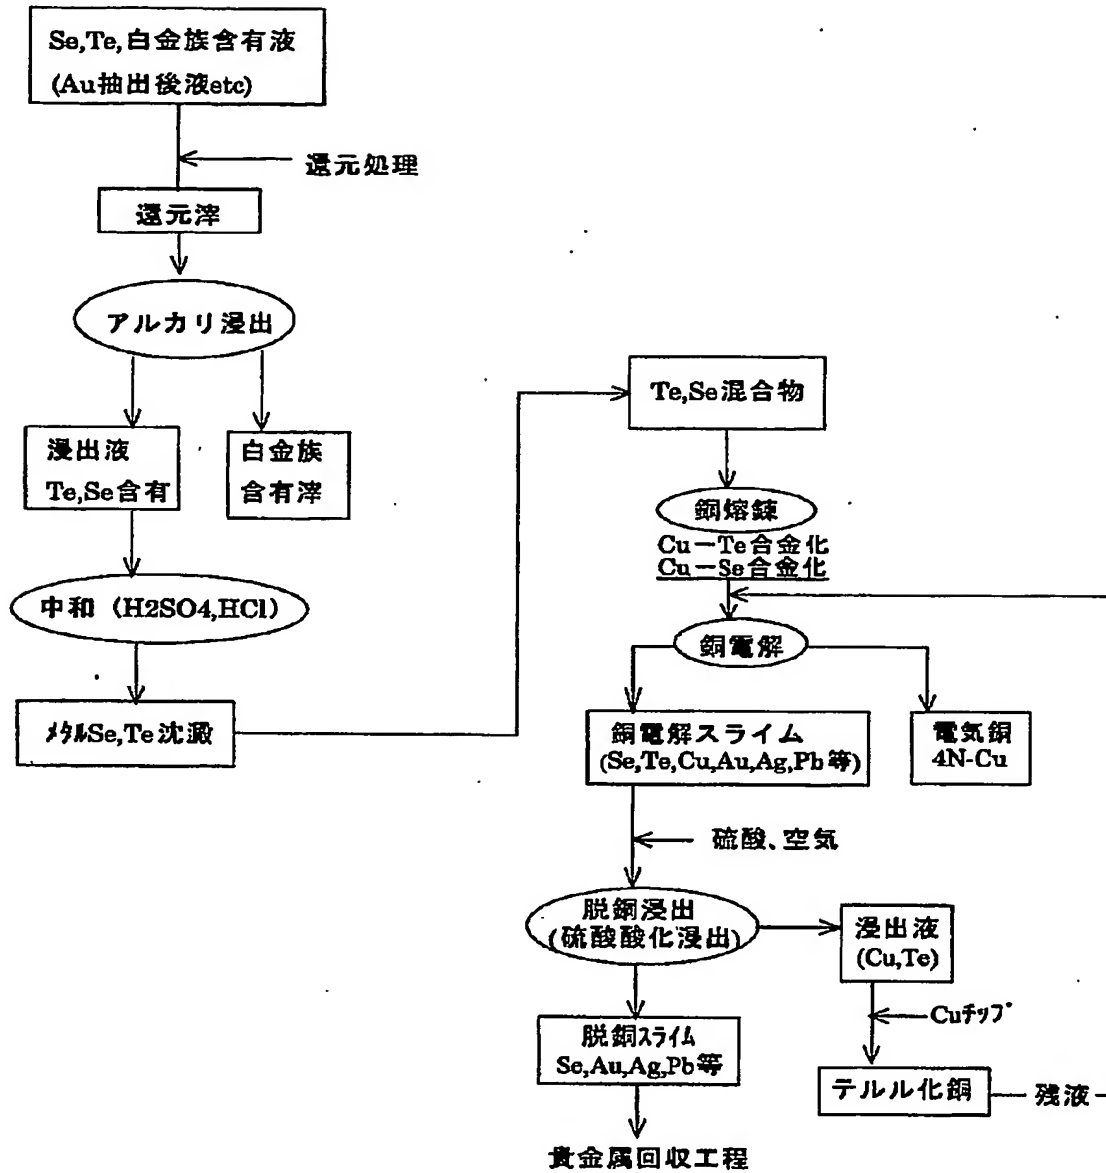 Se,Te,白金族含有液
(Au抽出後液etc)
還元処理
還元滓
アルカリ浸出
浸出液
Te,Se含有
白金族
含有滓
中和（H2SO4,HCl）
ﾒﾀﾙSe,Te沈澱
Te,Se混合物
銅熔錬
Cu－Te合金化
Cu－Se合金化
銅電解
銅電解スライム
(Se,Te,Cu,Au,Ag,Pb等)
電気銅
4N-Cu
硫酸、空気
脱銅浸出
(硫酸酸化浸出)
浸出液
(Cu,Te)
Cuﾁｯﾌﾟ
脱銅ｽﾗｲﾑ
Se,Au,Ag,Pb等
テルル化銅
残液
貴金属回収工程